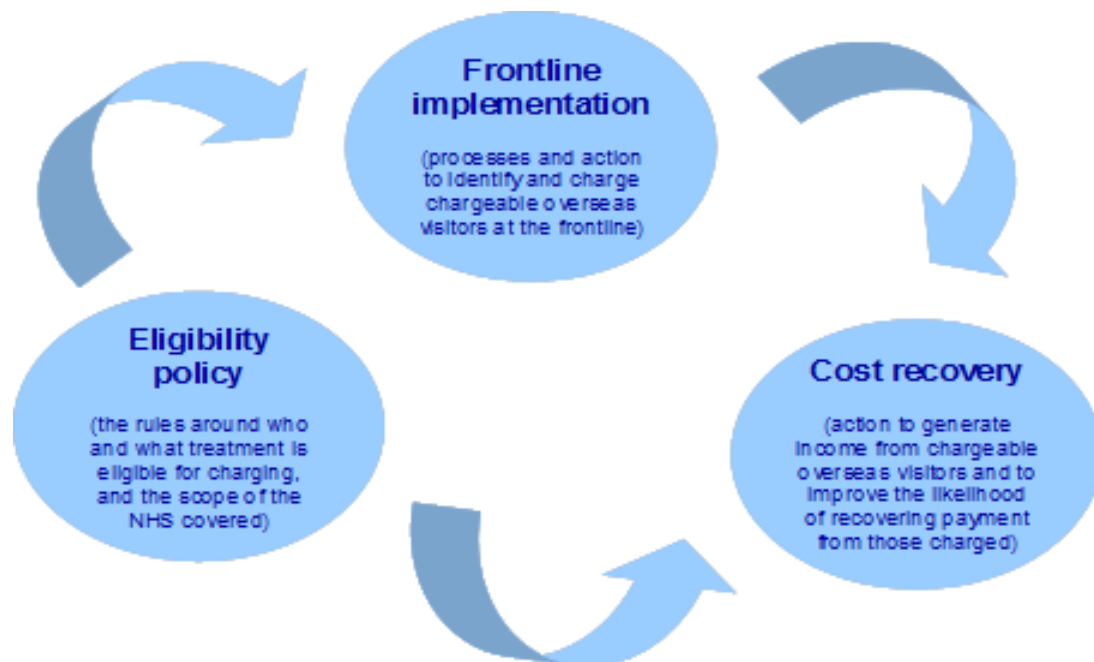 Frontline
implementation
(processes and action
to identify and charge
chargeable overseas
visitors at the frontline)
Eligibility
policy
(the rules around who
and what treatment is
eligible for charging,
and the scope of the
NHS covered)
Cost recovery
(action to generate
income from chargeable
overseas visitors and to
improve the likelihood
of recovering payment
from those charged)